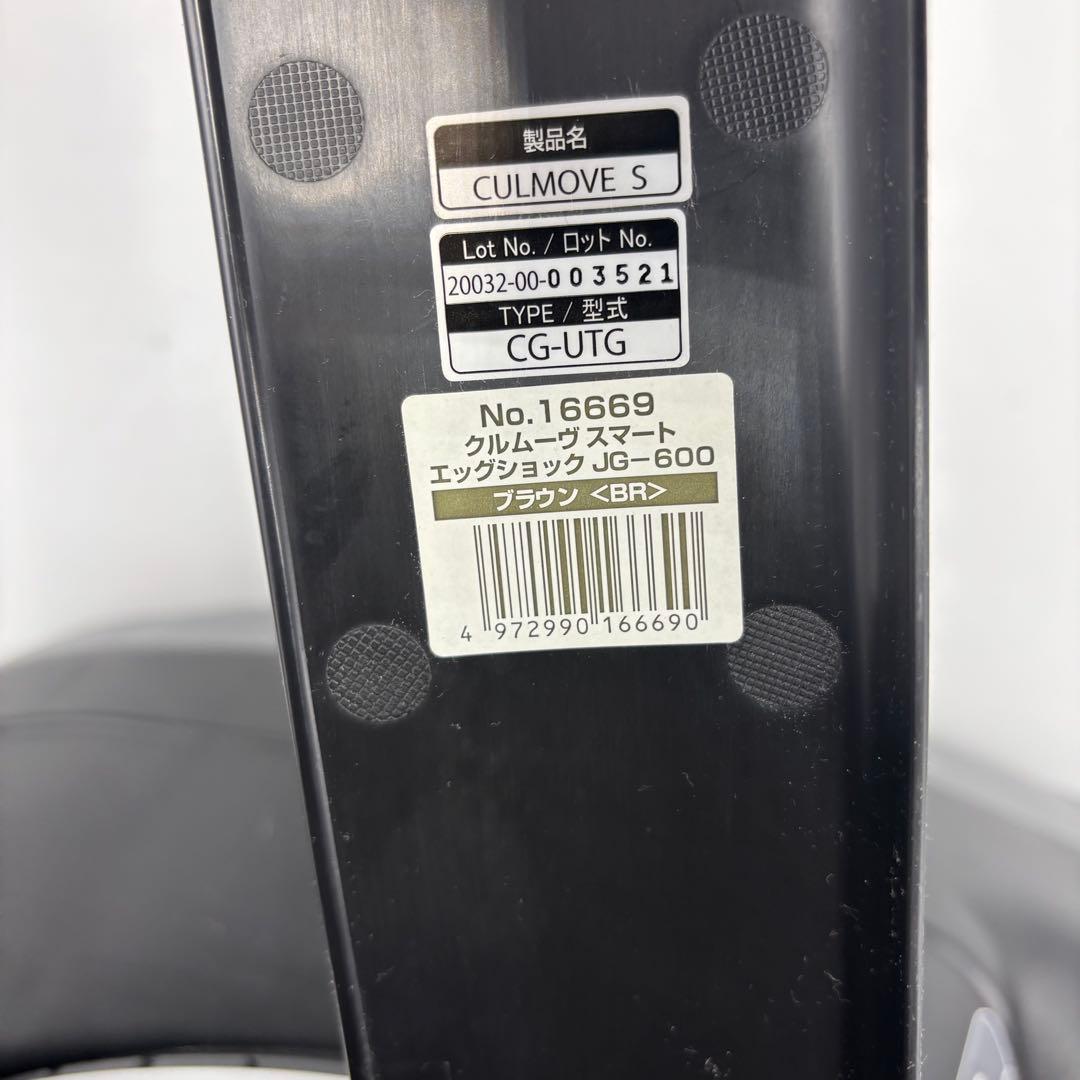 製品名
CULMOVE S
Lot No. / ロット No.
20032-00-003521
TYPE / 型式
CG-UTG
No.16669
クルムーヴ スマート
エッグショック JG-600
ブラウン <BR>
4 972990 166690